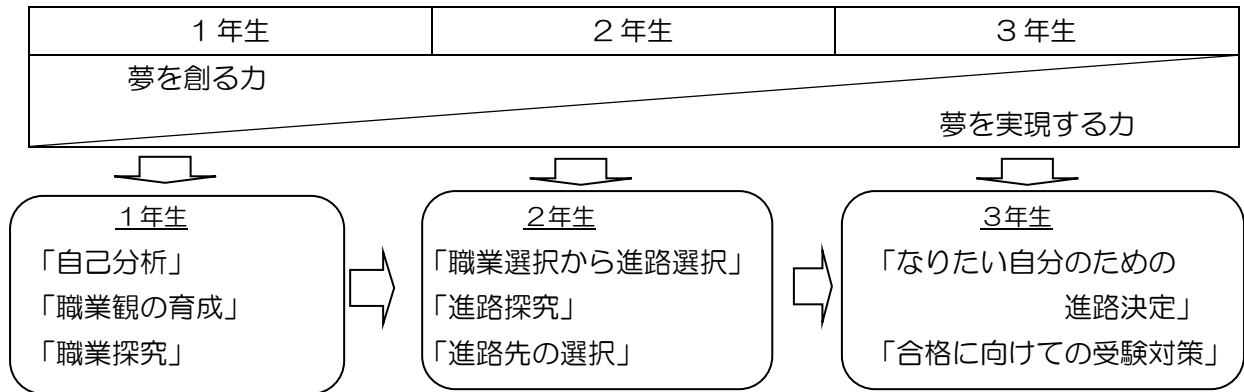 １年生
２年生
３年生
夢を創る力
夢を実現する力
１年生
「自己分析」
「職業観の育成」
「職業探究」
２年生
「職業選択から進路選択」
「進路探究」
「進路先の選択」
３年生
「なりたい自分のための
進路決定」
「合格に向けての受験対策」